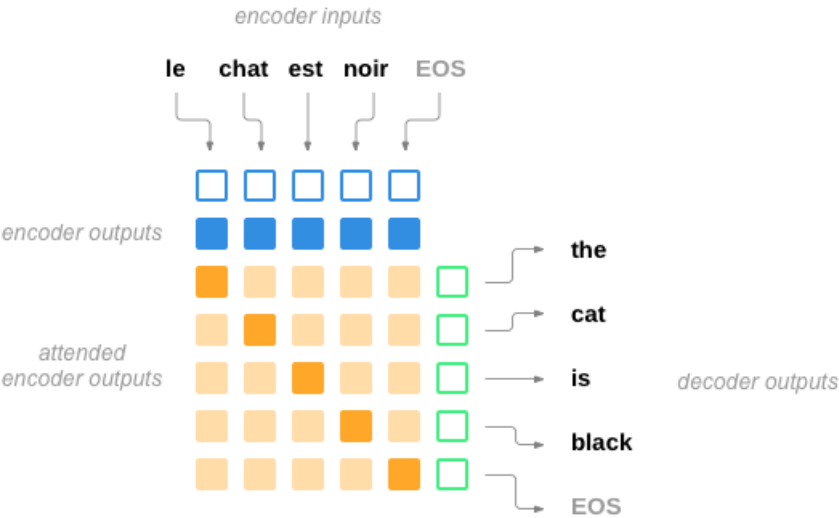 encoder inputs
le chat est noir EOS
encoder outputs
the
cat
attended
encoder outputs
is
decoder outputs
black
EOS